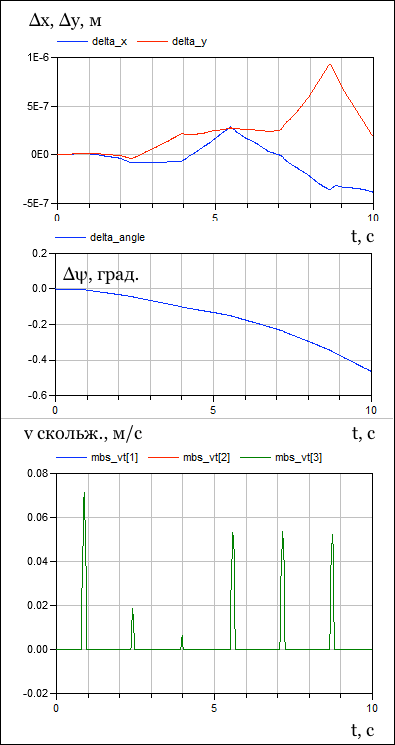 Δx, Δy, м
delta_x delta_y
1E-6
5E-7
0E0
-5E-7
0 5 10
t, с
0.2
delta_angle
Δψ, град.
0.0
-0.2
-0.4
-0.6
0 5 10
v скольж., м/с t, с
mbs_vt[1] mbs_vt[2] mbs_vt[3]
0.08
0.06
0.04
0.02
0.00
-0.02
0 5 10
t, с